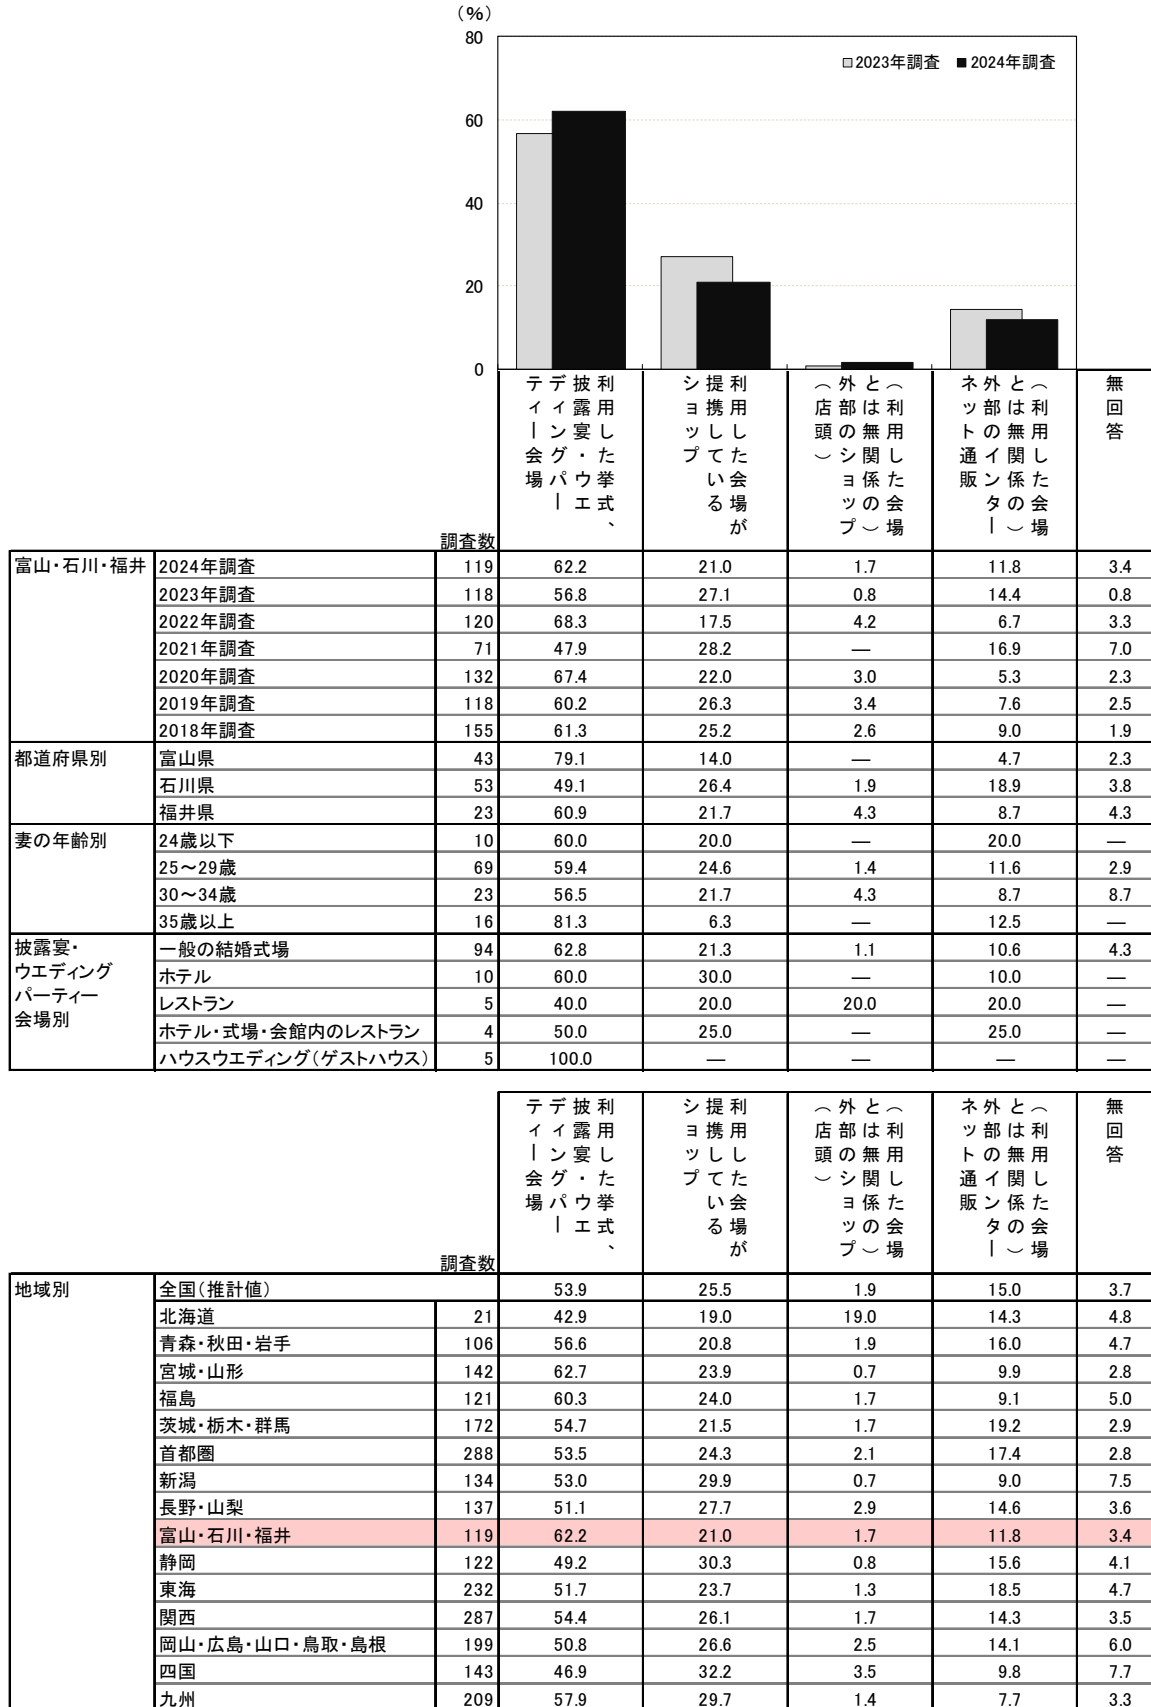 (%)
80
60
40
20
0
2023年調査 2024年調査
利用した挙式、
披露宴・ウエ
ディングパー
ティー会場
利用した会場が
提携している
ショップ
(利用した会場
とは無関係の)
外部のショップ
(店頭)
(利用した会場
とは無関係の)
外部のインター
ネット通販
無回答
調査数
富山・石川・福井 2024年調査 119 62.2 21.0 1.7 11.8 3.4
2023年調査 118 56.8 27.1 0.8 14.4 0.8
2022年調査 120 68.3 17.5 4.2 6.7 3.3
2021年調査 71 47.9 28.2 — 16.9 7.0
2020年調査 132 67.4 22.0 3.0 5.3 2.3
2019年調査 118 60.2 26.3 3.4 7.6 2.5
2018年調査 155 61.3 25.2 2.6 9.0 1.9
都道府県別 富山県 43 79.1 14.0 — 4.7 2.3
石川県 53 49.1 26.4 1.9 18.9 3.8
福井県 23 60.9 21.7 4.3 8.7 4.3
妻の年齢別 24歳以下 10 60.0 20.0 — 20.0 —
25~29歳 69 59.4 24.6 1.4 11.6 2.9
30~34歳 23 56.5 21.7 4.3 8.7 8.7
35歳以上 16 81.3 6.3 — 12.5 —
披露宴・
ウエディング
パーティー
会場別
一般の結婚式場 94 62.8 21.3 1.1 10.6 4.3
ホテル 10 60.0 30.0 — 10.0 —
レストラン 5 40.0 20.0 20.0 20.0 —
ホテル・式場・会館内のレストラン 4 50.0 25.0 — 25.0 —
ハウスウエディング(ゲストハウス) 5 100.0 — — — —
利用した挙式、
披露宴・ウエ
ディングパー
ティー会場
利用した会場が
提携している
ショップ
(利用した会場
とは無関係の)
外部のショップ
(店頭)
(利用した会場
とは無関係の)
外部のインター
ネット通販
無回答
調査数
地域別 全国(推計値) 53.9 25.5 1.9 15.0 3.7
北海道 21 42.9 19.0 19.0 14.3 4.8
青森・秋田・岩手 106 56.6 20.8 1.9 16.0 4.7
宮城・山形 142 62.7 23.9 0.7 9.9 2.8
福島 121 60.3 24.0 1.7 9.1 5.0
茨城・栃木・群馬 172 54.7 21.5 1.7 19.2 2.9
首都圏 288 53.5 24.3 2.1 17.4 2.8
新潟 134 53.0 29.9 0.7 9.0 7.5
長野・山梨 137 51.1 27.7 2.9 14.6 3.6
富山・石川・福井 119 62.2 21.0 1.7 11.8 3.4
静岡 122 49.2 30.3 0.8 15.6 4.1
東海 232 51.7 23.7 1.3 18.5 4.7
関西 287 54.4 26.1 1.7 14.3 3.5
岡山・広島・山口・鳥取・島根 199 50.8 26.6 2.5 14.1 6.0
四国 143 46.9 32.2 3.5 9.8 7.7
九州 209 57.9 29.7 1.4 7.7 3.3